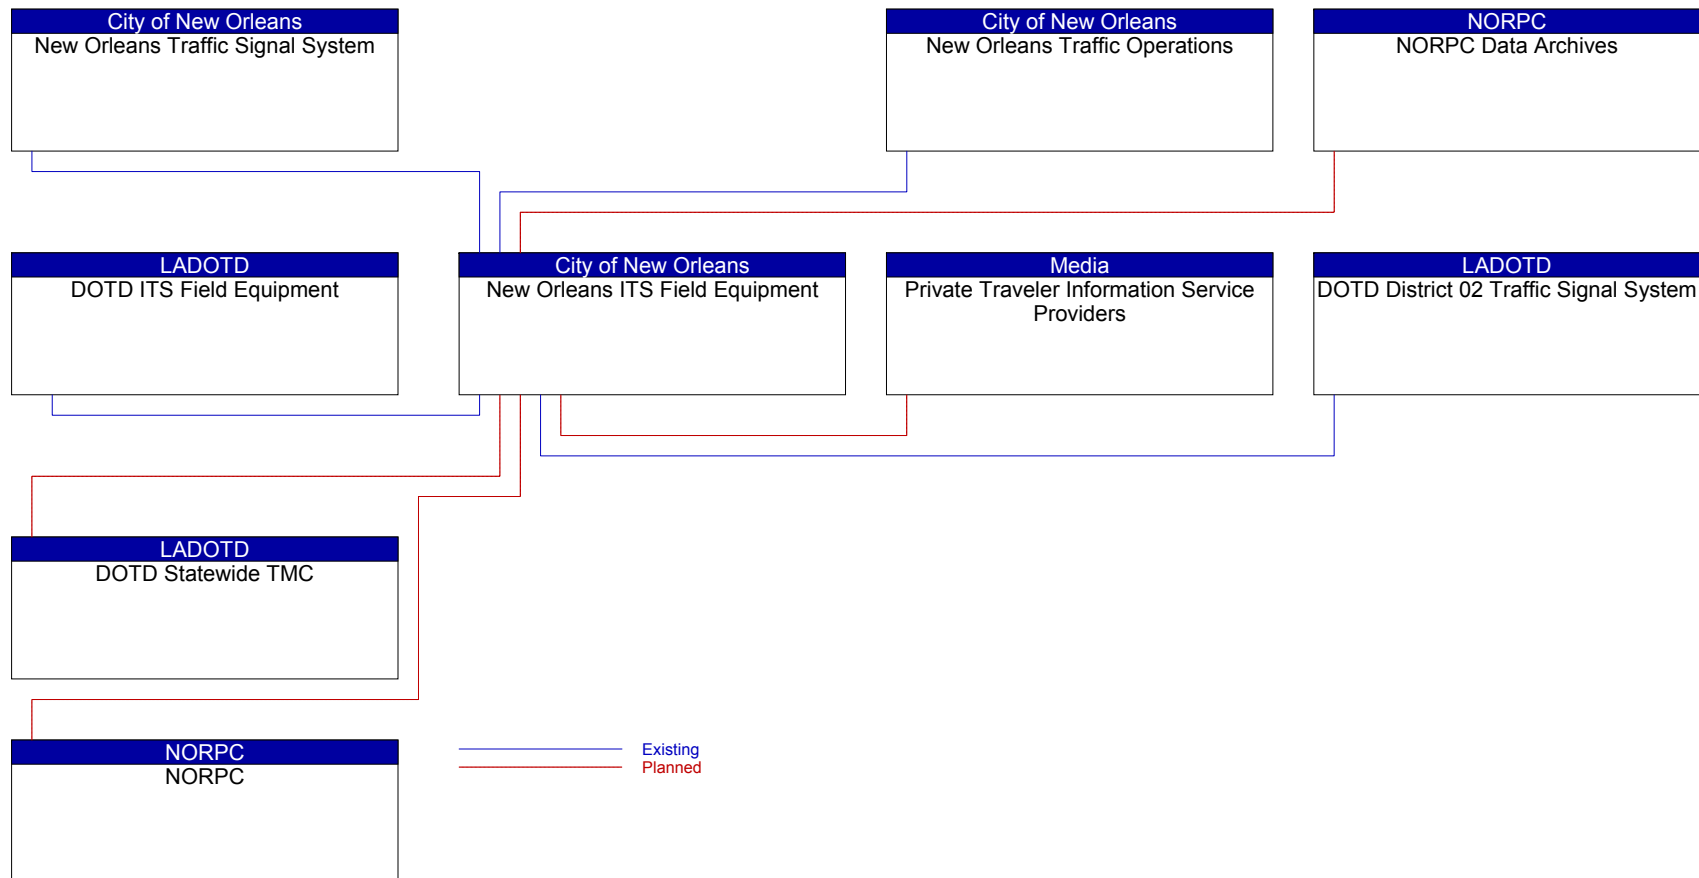 City of New Orleans
New Orleans Traffic Signal System
City of New Orleans
New Orleans Traffic Operations
NORPC
NORPC Data Archives
LADOTD
DOTD ITS Field Equipment
City of New Orleans
New Orleans ITS Field Equipment
Media
Private Traveler Information Service
Providers
LADOTD
DOTD District 02 Traffic Signal System
LADOTD
DOTD Statewide TMC
NORPC
NORPC
Existing
Planned